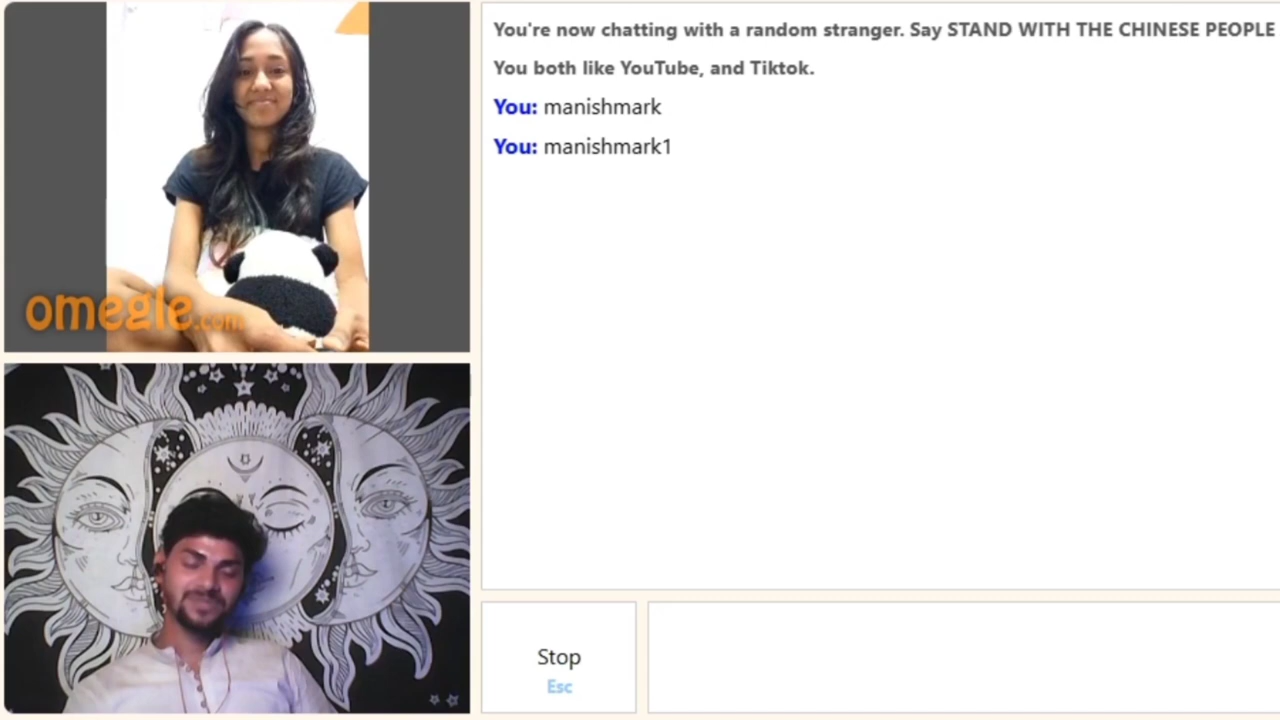 omegle.com
You're now chatting with a random stranger. Say STAND WITH THE CHINESE PEOPLE
You both like YouTube, and Tiktok.
You: manishmark
You: manishmark1
Stop
Esc